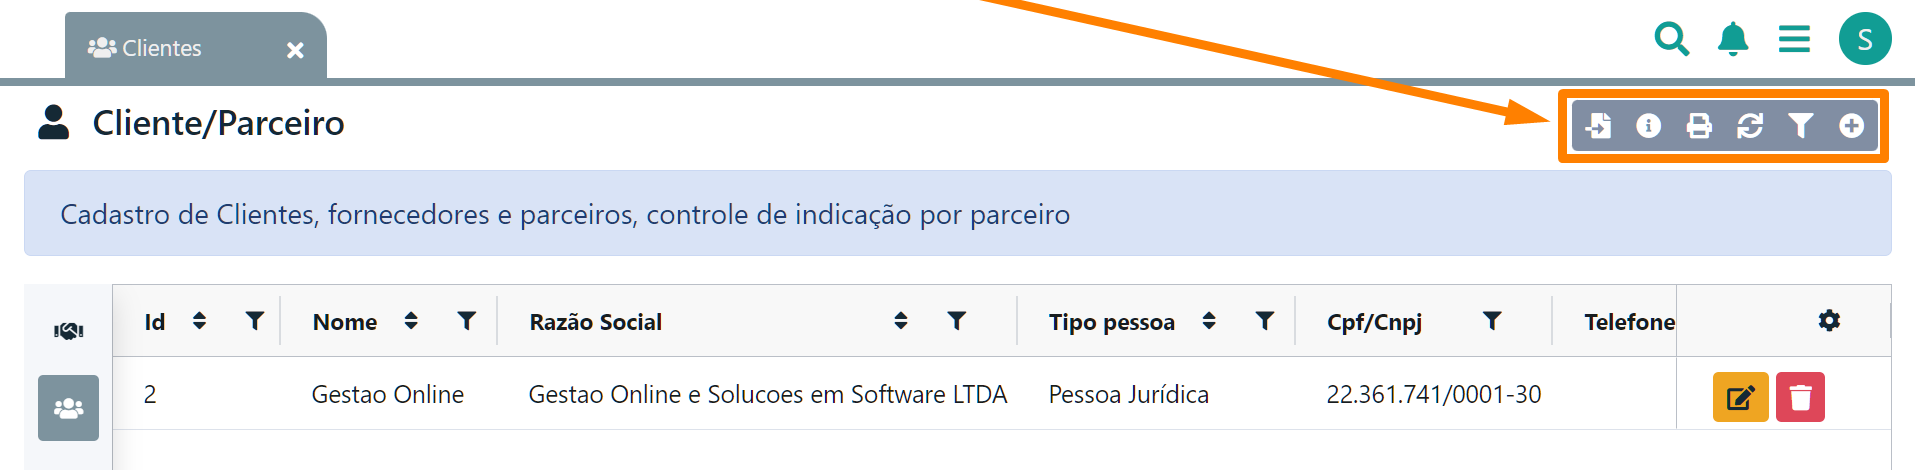 Clientes
S
Cliente/Parceiro
Cadastro de Clientes, fornecedores e parceiros, controle de indicação por parceiro
Id Nome Razão Social Tipo pessoa Cpf/Cnpj Telefone
2 Gestao Online Gestao Online e Solucoes em Software LTDA Pessoa Jurídica 22.361.741/0001-30